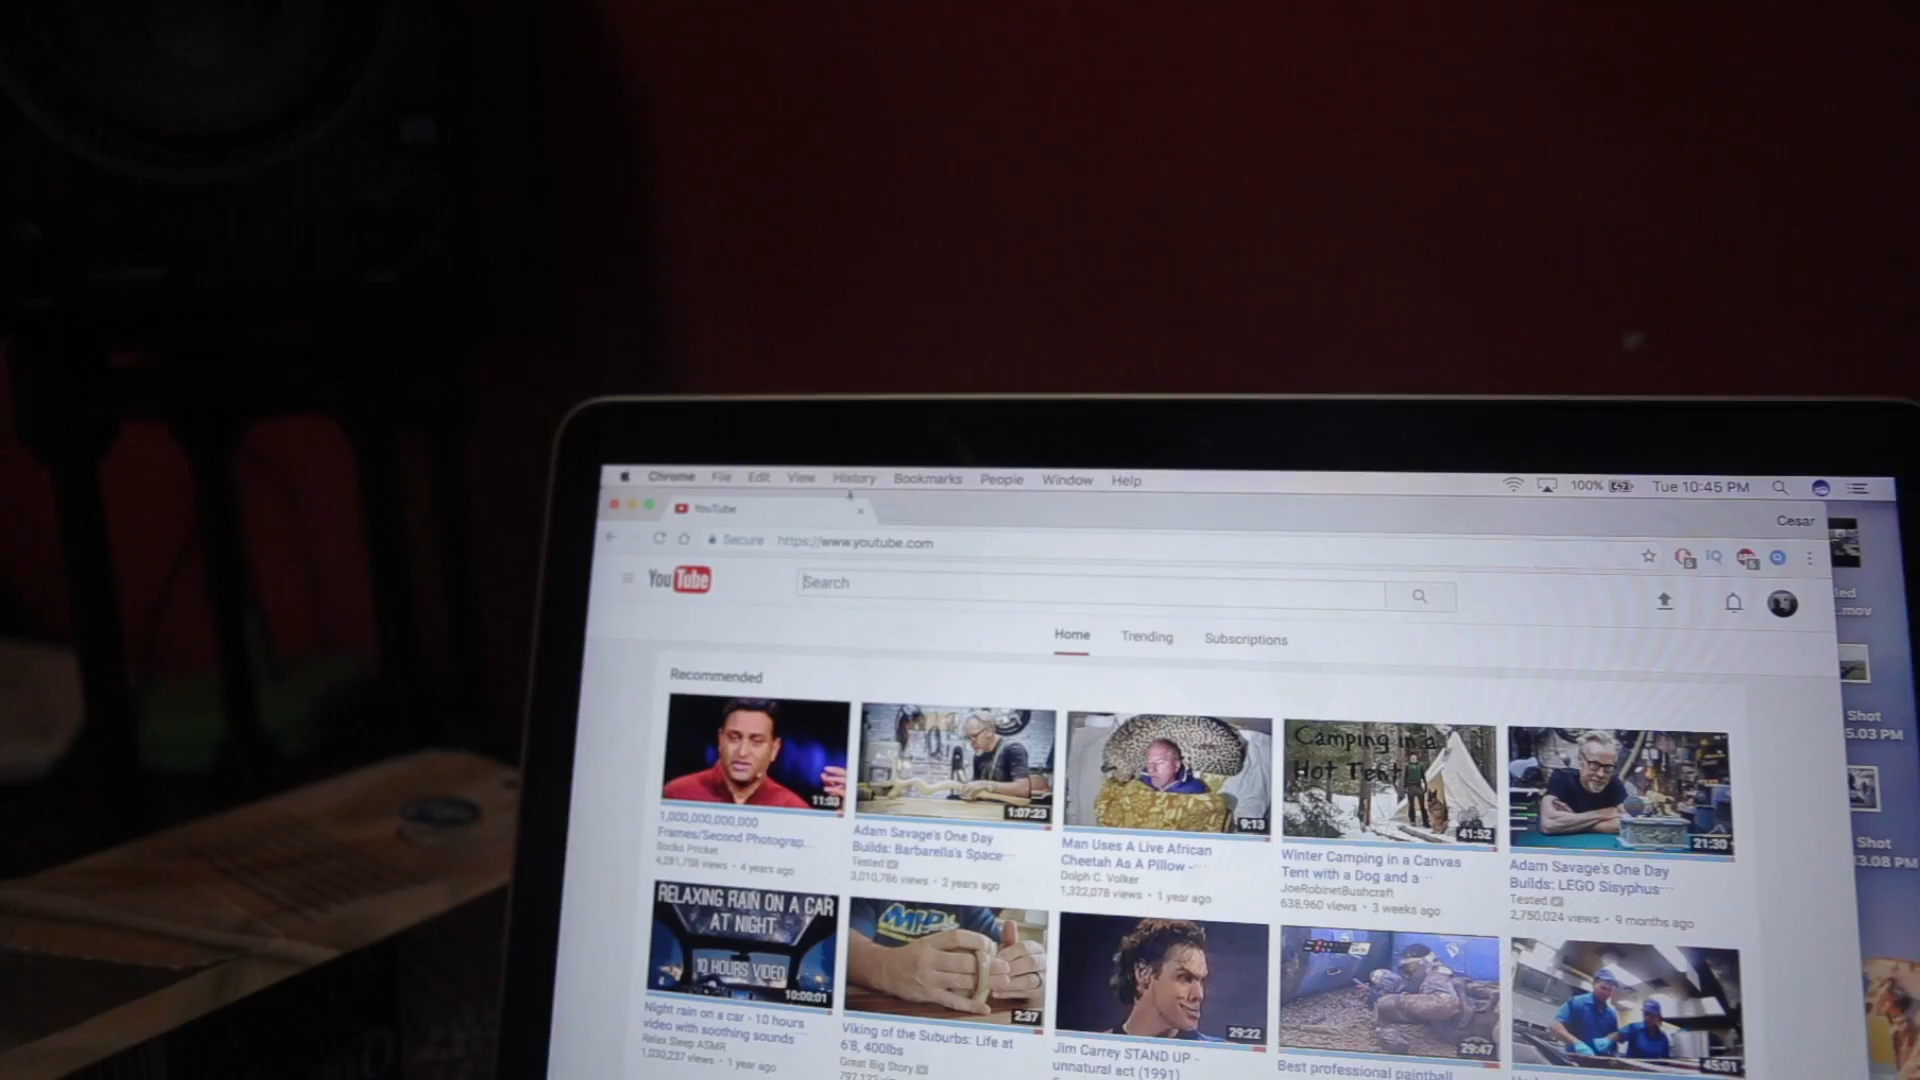 Chrome File Edit View History Bookmarks People Window Help
100% Tue 10:45 PM
YouTube
Cesar
Secure https://www.youtube.com
IQ
YouTube
Search
Home Trending Subscriptions
Recommended
led
.mov
Shot
5.03 PM
Shot
3.08 PM
11:03
1,000,000,000,000
Frames/Second Photograp...
Socko Pricket
4,281,758 views • 4 years ago
1:07:23
Adam Savage's One Day
Builds: Barbarella's Space...
Tested
3,010,786 views • 2 years ago
9:13
Man Uses A Live African
Cheetah As A Pillow - ...
Dolph C. Volker
1,322,078 views • 1 year ago
Camping in a
Hot Tent
41:52
Winter Camping in a Canvas
Tent with a Dog and a ...
JoeRobinetBushcraft
638,960 views • 3 weeks ago
21:30
Adam Savage's One Day
Builds: LEGO Sisyphus...
Tested
2,750,024 views • 9 months ago
RELAXING RAIN ON A CAR
AT NIGHT
10 HOURS VIDEO
10:00:01
Night rain on a car - 10 hours
video with soothing sounds...
Relax Sleep ASMR
1,030,237 views • 1 year ago
2:37
Viking of the Suburbs: Life at
6'8, 400lbs
Great Big Story
797,122 views
29:22
Jim Carrey STAND UP -
unnatural act (1991)
29:47
Best professional paintball
45:01